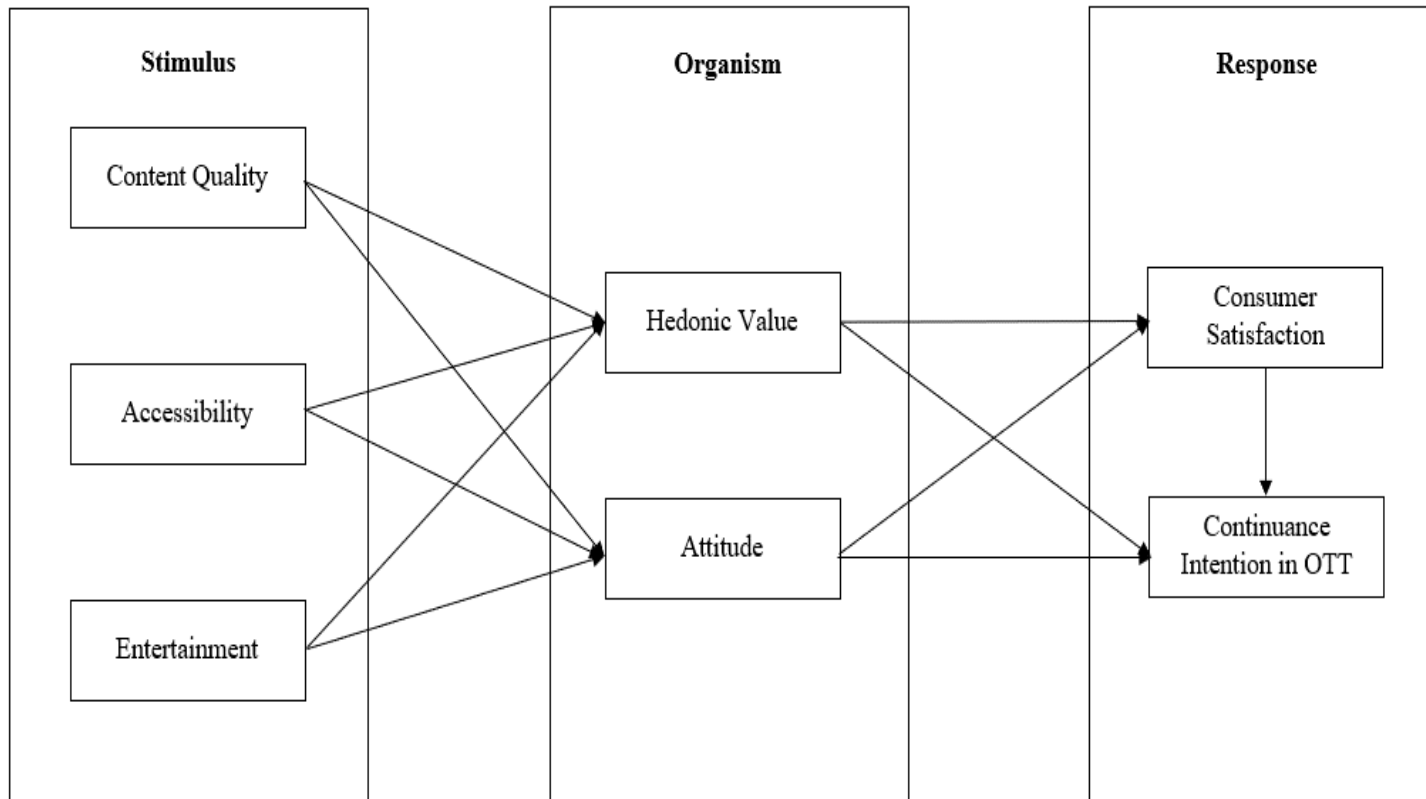 Stimulus
Content Quality
Accessibility
Entertainment
Organism
Hedonic Value
Attitude
Response
Consumer
Satisfaction
Continuance
Intention in OTT